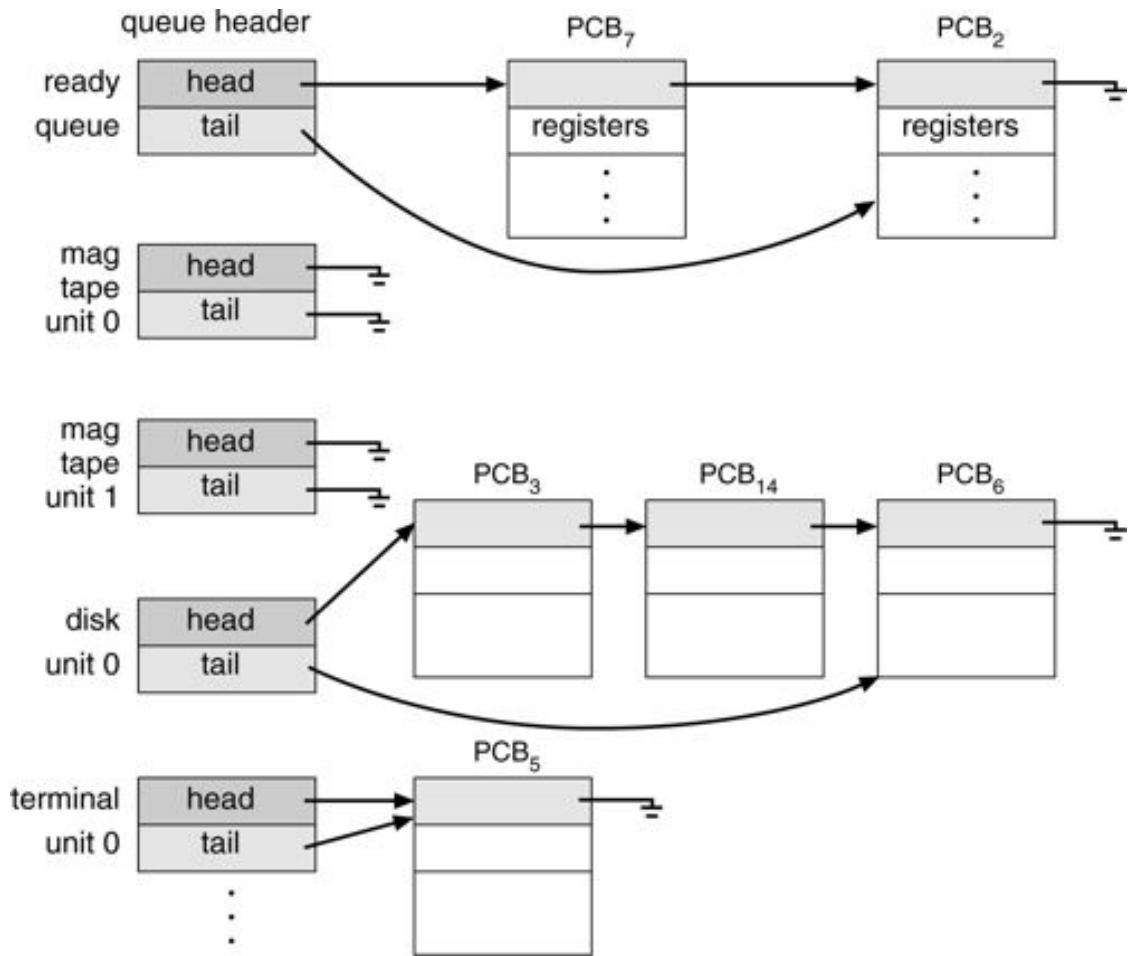 queue header
PCB₇
PCB₂
ready
head
queue
tail
registers
registers
mag
tape
unit 0
head
tail
mag
tape
unit 1
head
tail
PCB₃
PCB₁₄
PCB₆
disk
head
unit 0
tail
PCB₅
terminal
head
unit 0
tail